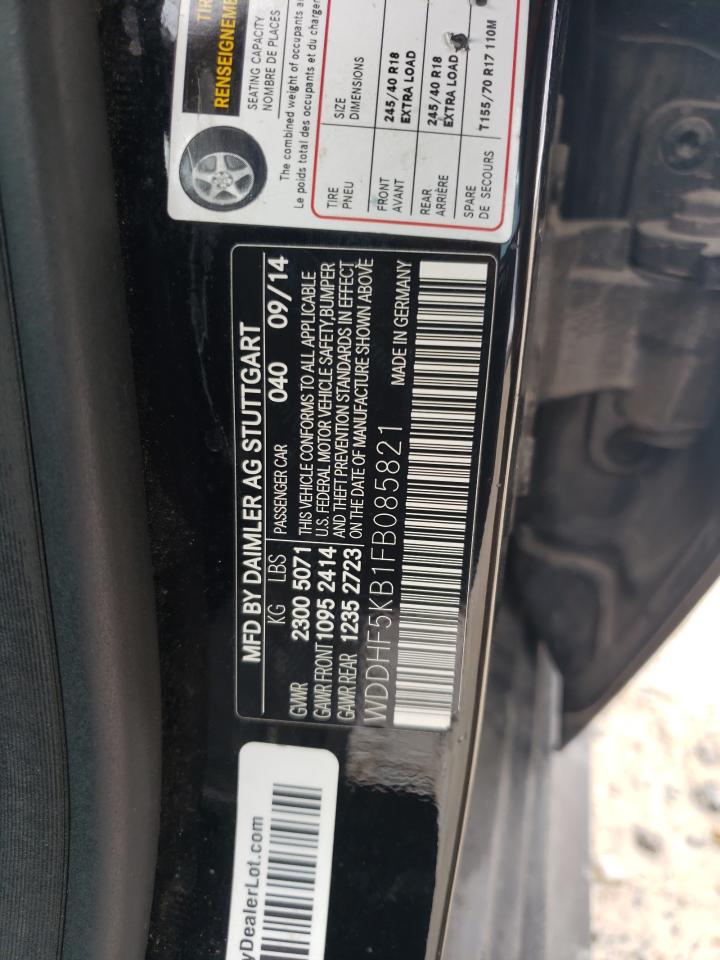 MFD BY DAIMLER AG STUTTGART
KG LBS PASSENGER CAR 040 09/14
GVWR 2300 5071 THIS VEHICLE CONFORMS TO ALL APPLICABLE
GAWR FRONT 1095 2414 U.S. FEDERAL MOTOR VEHICLE SAFETY,BUMPER
GAWR REAR 1235 2723 AND THEFT PREVENTION STANDARDS IN EFFECT
ON THE DATE OF MANUFACTURE SHOWN ABOVE
WDDHF5KB1FB085821 MADE IN GERMANY
TIR
RENSEIGNEME
SEATING CAPACITY
NOMBRE DE PLACES
The combined weight of occupants a
Le poids total des occupants et du charger
TIRE SIZE
PNEU DIMENSIONS
FRONT 245/40 R18
AVANT EXTRA LOAD
REAR 245/40 R18
ARRIÈRE EXTRA LOAD
SPARE T155/70 R17 110M
DE SECOURS
yDealerLot.com